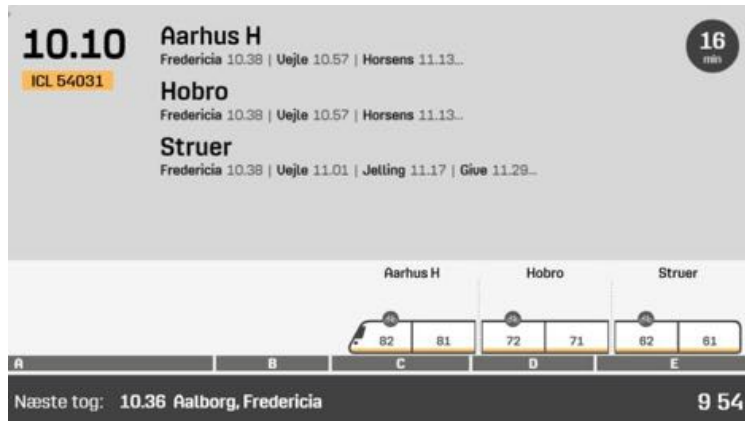 10.10
ICL 54031
Aarhus H
Fredericia 10.38 | Vejle 10.57 | Horsens 11.13...
Hobro
Fredericia 10.38 | Vejle 10.57 | Horsens 11.13...
Struer
Fredericia 10.38 | Vejle 11.01 | Jelling 11.17 | Give 11.29...
16
min
Aarhus H Hobro Struer
82 81 72 71 62 61
A B C D E
Næste tog: 10.36 Aalborg, Fredericia 9 54